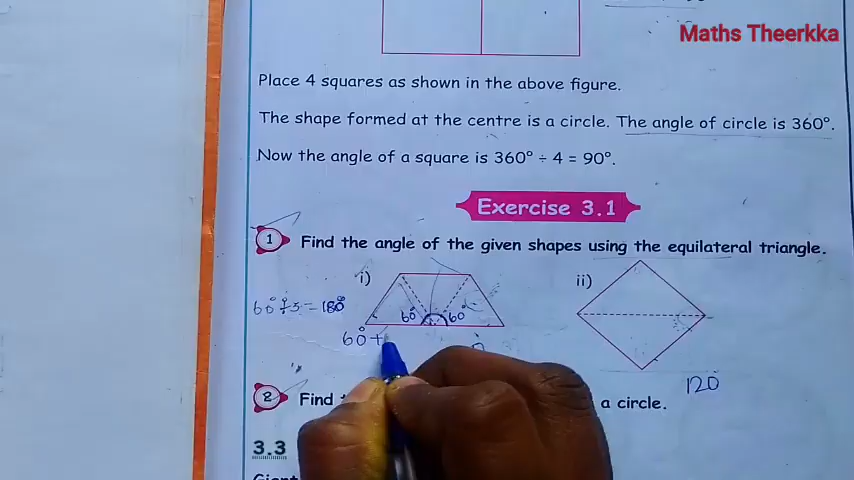 Maths Theerkka
Place 4 squares as shown in the above figure.
The shape formed at the centre is a circle. The angle of circle is 360°.
Now the angle of a square is 360° ÷ 4 = 90°.
Exercise 3.1
1 Find the angle of the given shapes using the equilateral triangle.
i)
ii)
60° 60°
= 180°
60° +
120
2 Find
a circle.
3.3